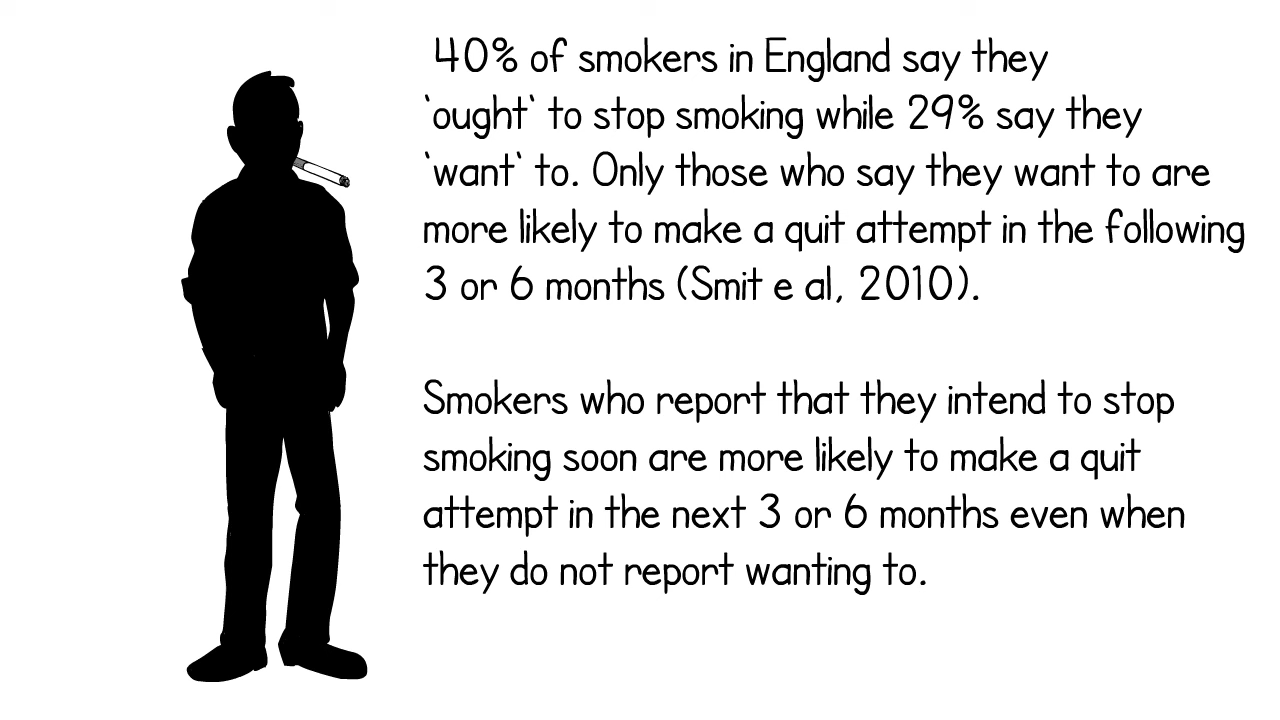 40% of smokers in England say they
`ought` to stop smoking while 29% say they
`want` to. Only those who say they want to are
more likely to make a quit attempt in the following
3 or 6 months (Smit e al, 2010).
Smokers who report that they intend to stop
smoking soon are more likely to make a quit
attempt in the next 3 or 6 months even when
they do not report wanting to.